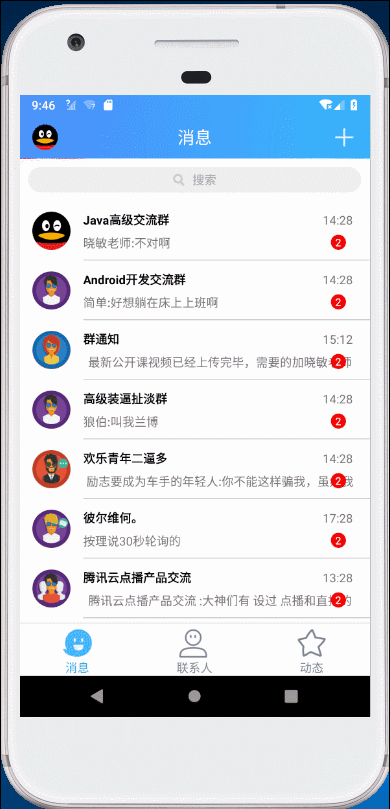 9:46
消息
搜索
Java高级交流群 14:28
晓敏老师:不对啊 2
Android开发交流群 14:28
简单:好想躺在床上上班啊 2
群通知 15:12
最新公开课视频已经上传完毕，需要的加晓敏老师 2
高级装逼扯淡群 14:28
狼伯:叫我兰博 2
欢乐青年二逼多 14:28
励志要成为车手的年轻人:你不能这样骗我，虽 我 2
彼尔维何。 17:28
按理说30秒轮询的 2
腾讯云点播产品交流 13:28
腾讯云点播产品交流 :大神们有 设过 点播和直播的 2
消息 联系人 动态